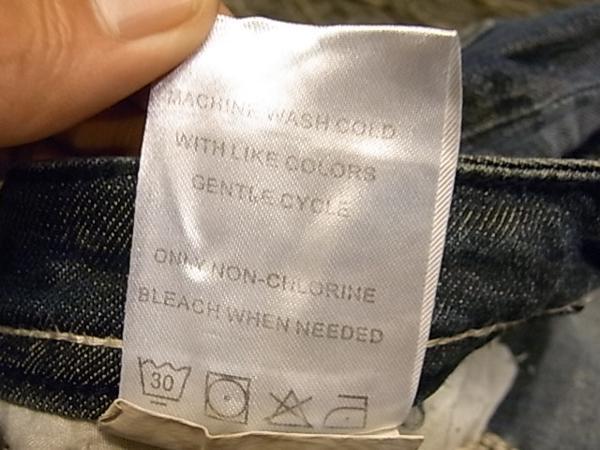 MACHINE WASH COLD
WITH LIKE COLORS
GENTLE CYCLE
ONLY NON-CHLORINE
BLEACH WHEN NEEDED
30